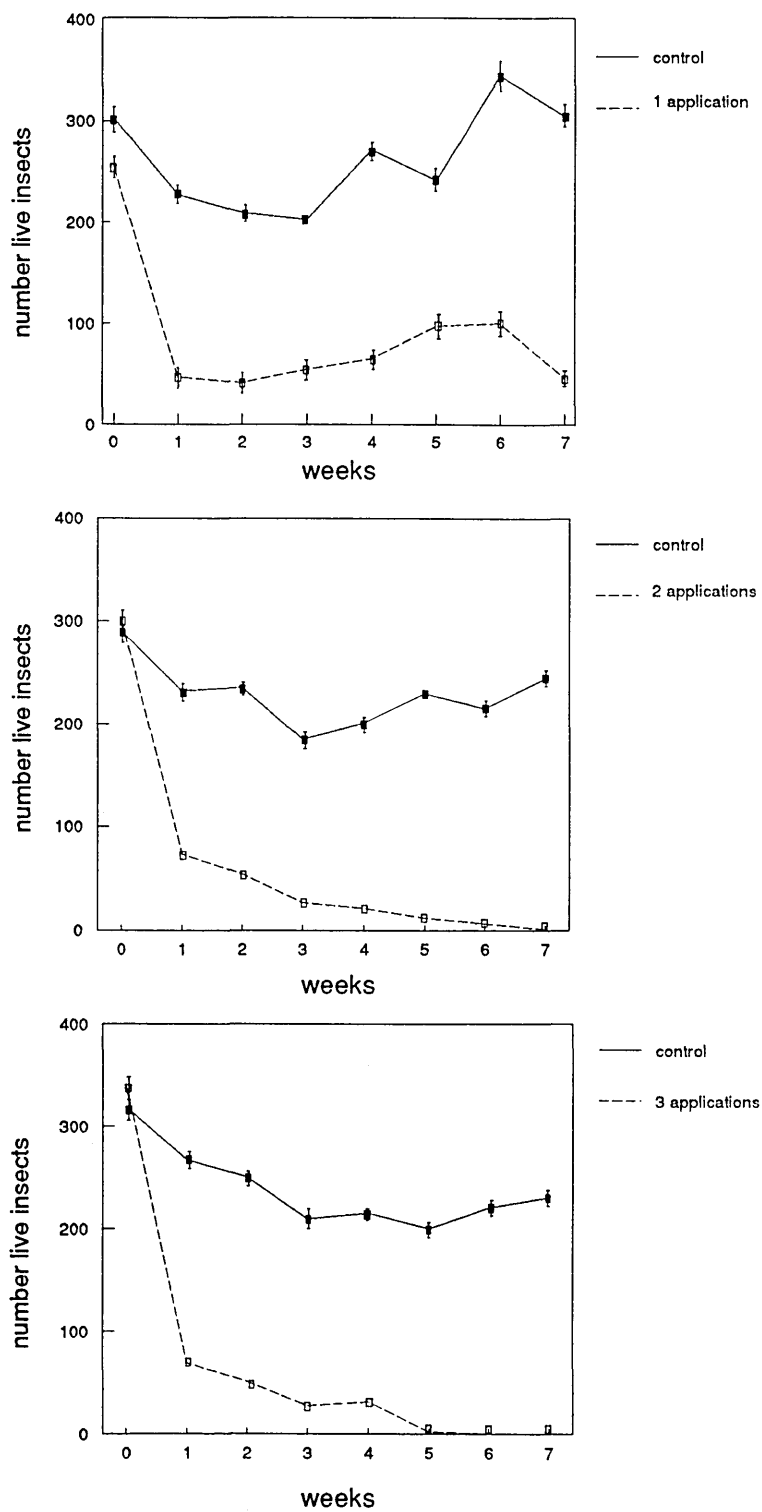 400
300
200
100
0
number live insects
0 1 2 3 4 5 6 7
weeks
control
1 application
400
300
200
100
0
number live insects
0 1 2 3 4 5 6 7
weeks
control
2 applications
400
300
200
100
0
number live insects
0 1 2 3 4 5 6 7
weeks
control
3 applications